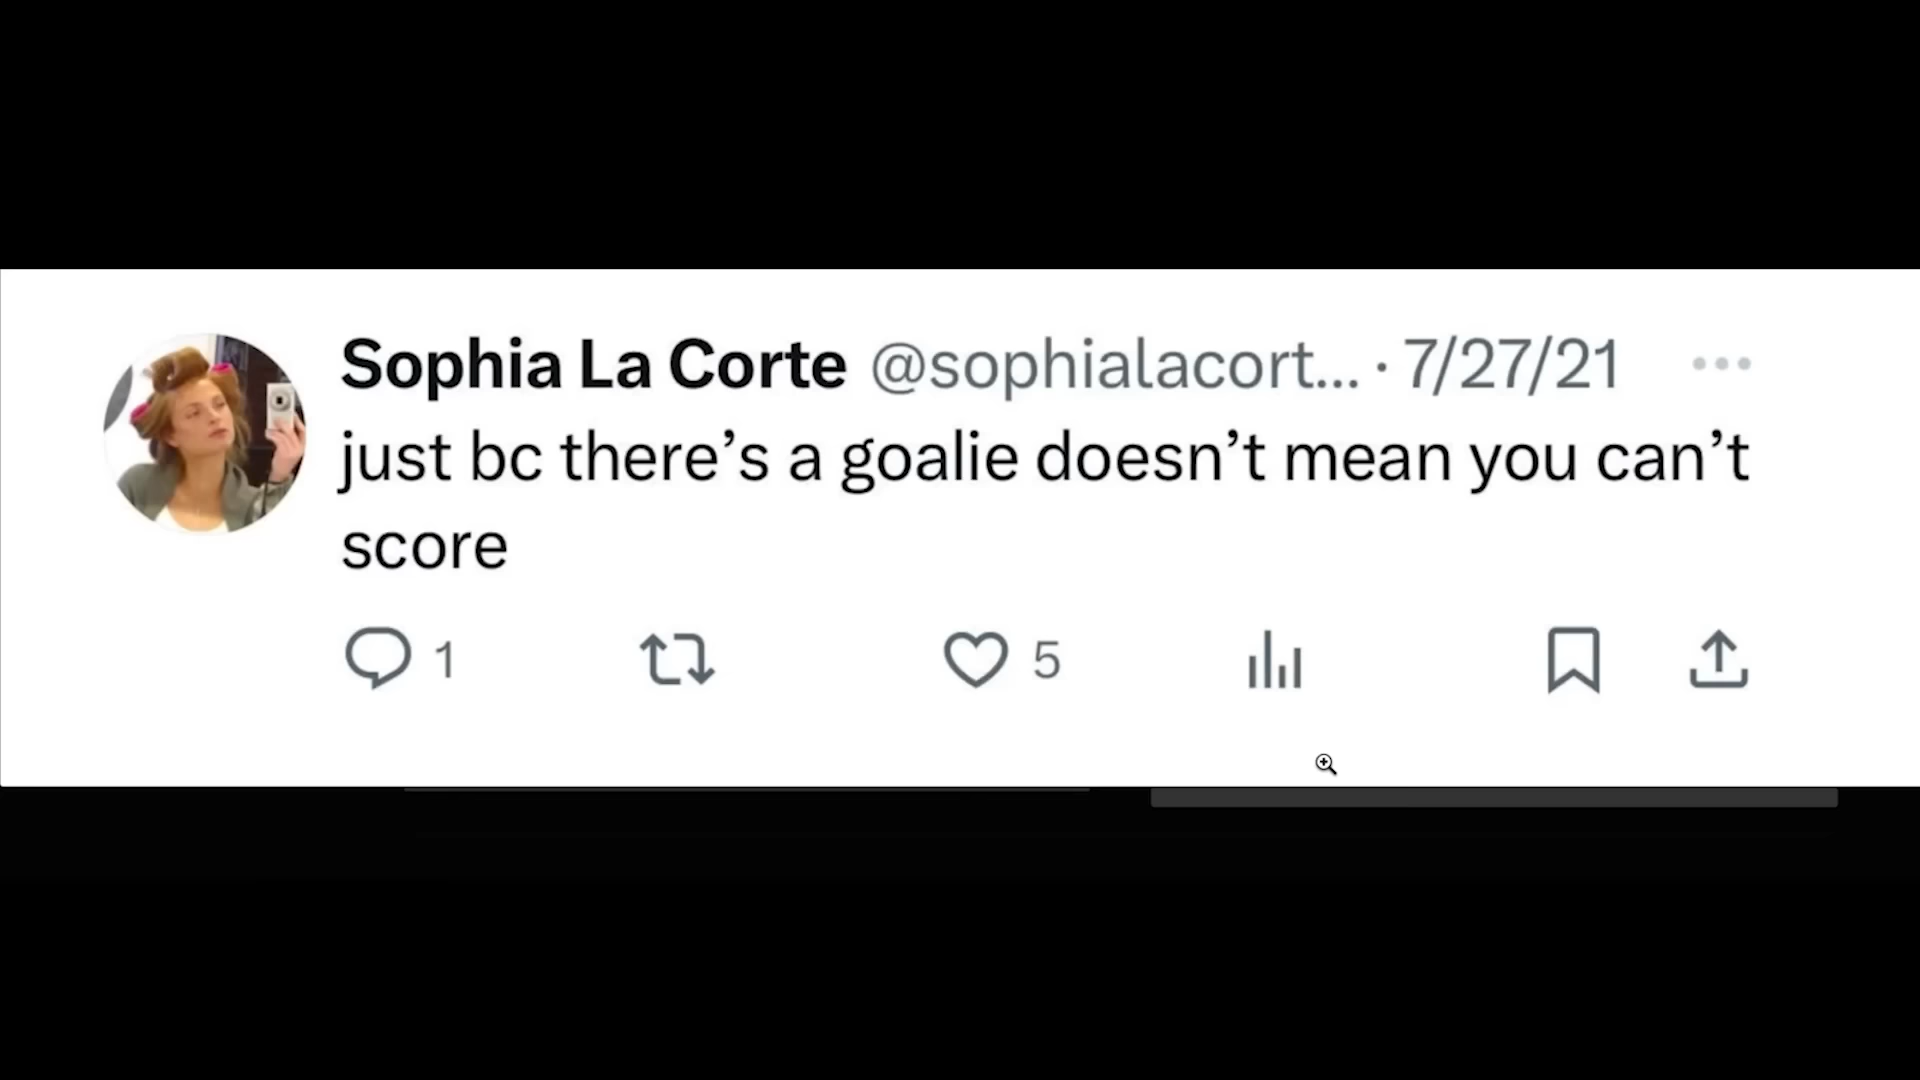 Sophia La Corte @sophialacort... · 7/27/21
just bc there’s a goalie doesn’t mean you can’t
score
1 5